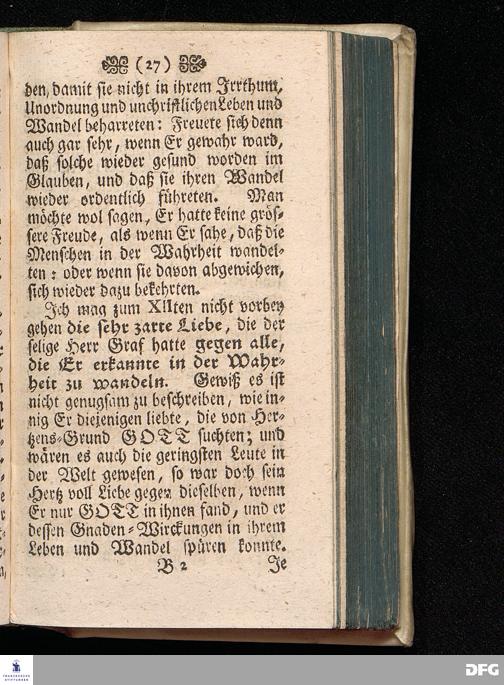 (27)
den, damit sie nicht in ihrem Irrthum,
Unordnung und unchristlichen Leben und
Wandel beharreten: Freuete sich denn
auch gar sehr, wenn Er gewahr ward,
daß solche wieder gesund worden im
Glauben, und daß sie ihren Wandel
wieder ordentlich führeten. Man
möchte wol sagen, Er hatte keine grös-
sere Freude, als wenn Er sahe, daß die
Menschen in der Wahrheit wandel-
ten: oder wenn sie davon abgewichen,
sich wieder dazu bekehrten.
Ich mag zum XIIten nicht vorbey
gehen die sehr zarte Liebe, die der
selige Herr Graf hatte gegen alle,
die Er erkannte in der Wahr-
heit zu wandeln. Gewiß es ist
nicht genugsam zu beschreiben, wie in-
nig Er diejenigen liebte, die von Her-
tzens-Grund GOTT suchten; und
wären es auch die geringsten Leute in
der Welt gewesen, so war doch sein
Hertz voll Liebe gegen dieselben, wenn
Er nur GOTT in ihnen fand, und er
dessen Gnaden-Wirckungen in ihrem
Leben und Wandel spüren konnte.
B 2 Je
FRANCKESCHE
STIFTUNGEN
DFG